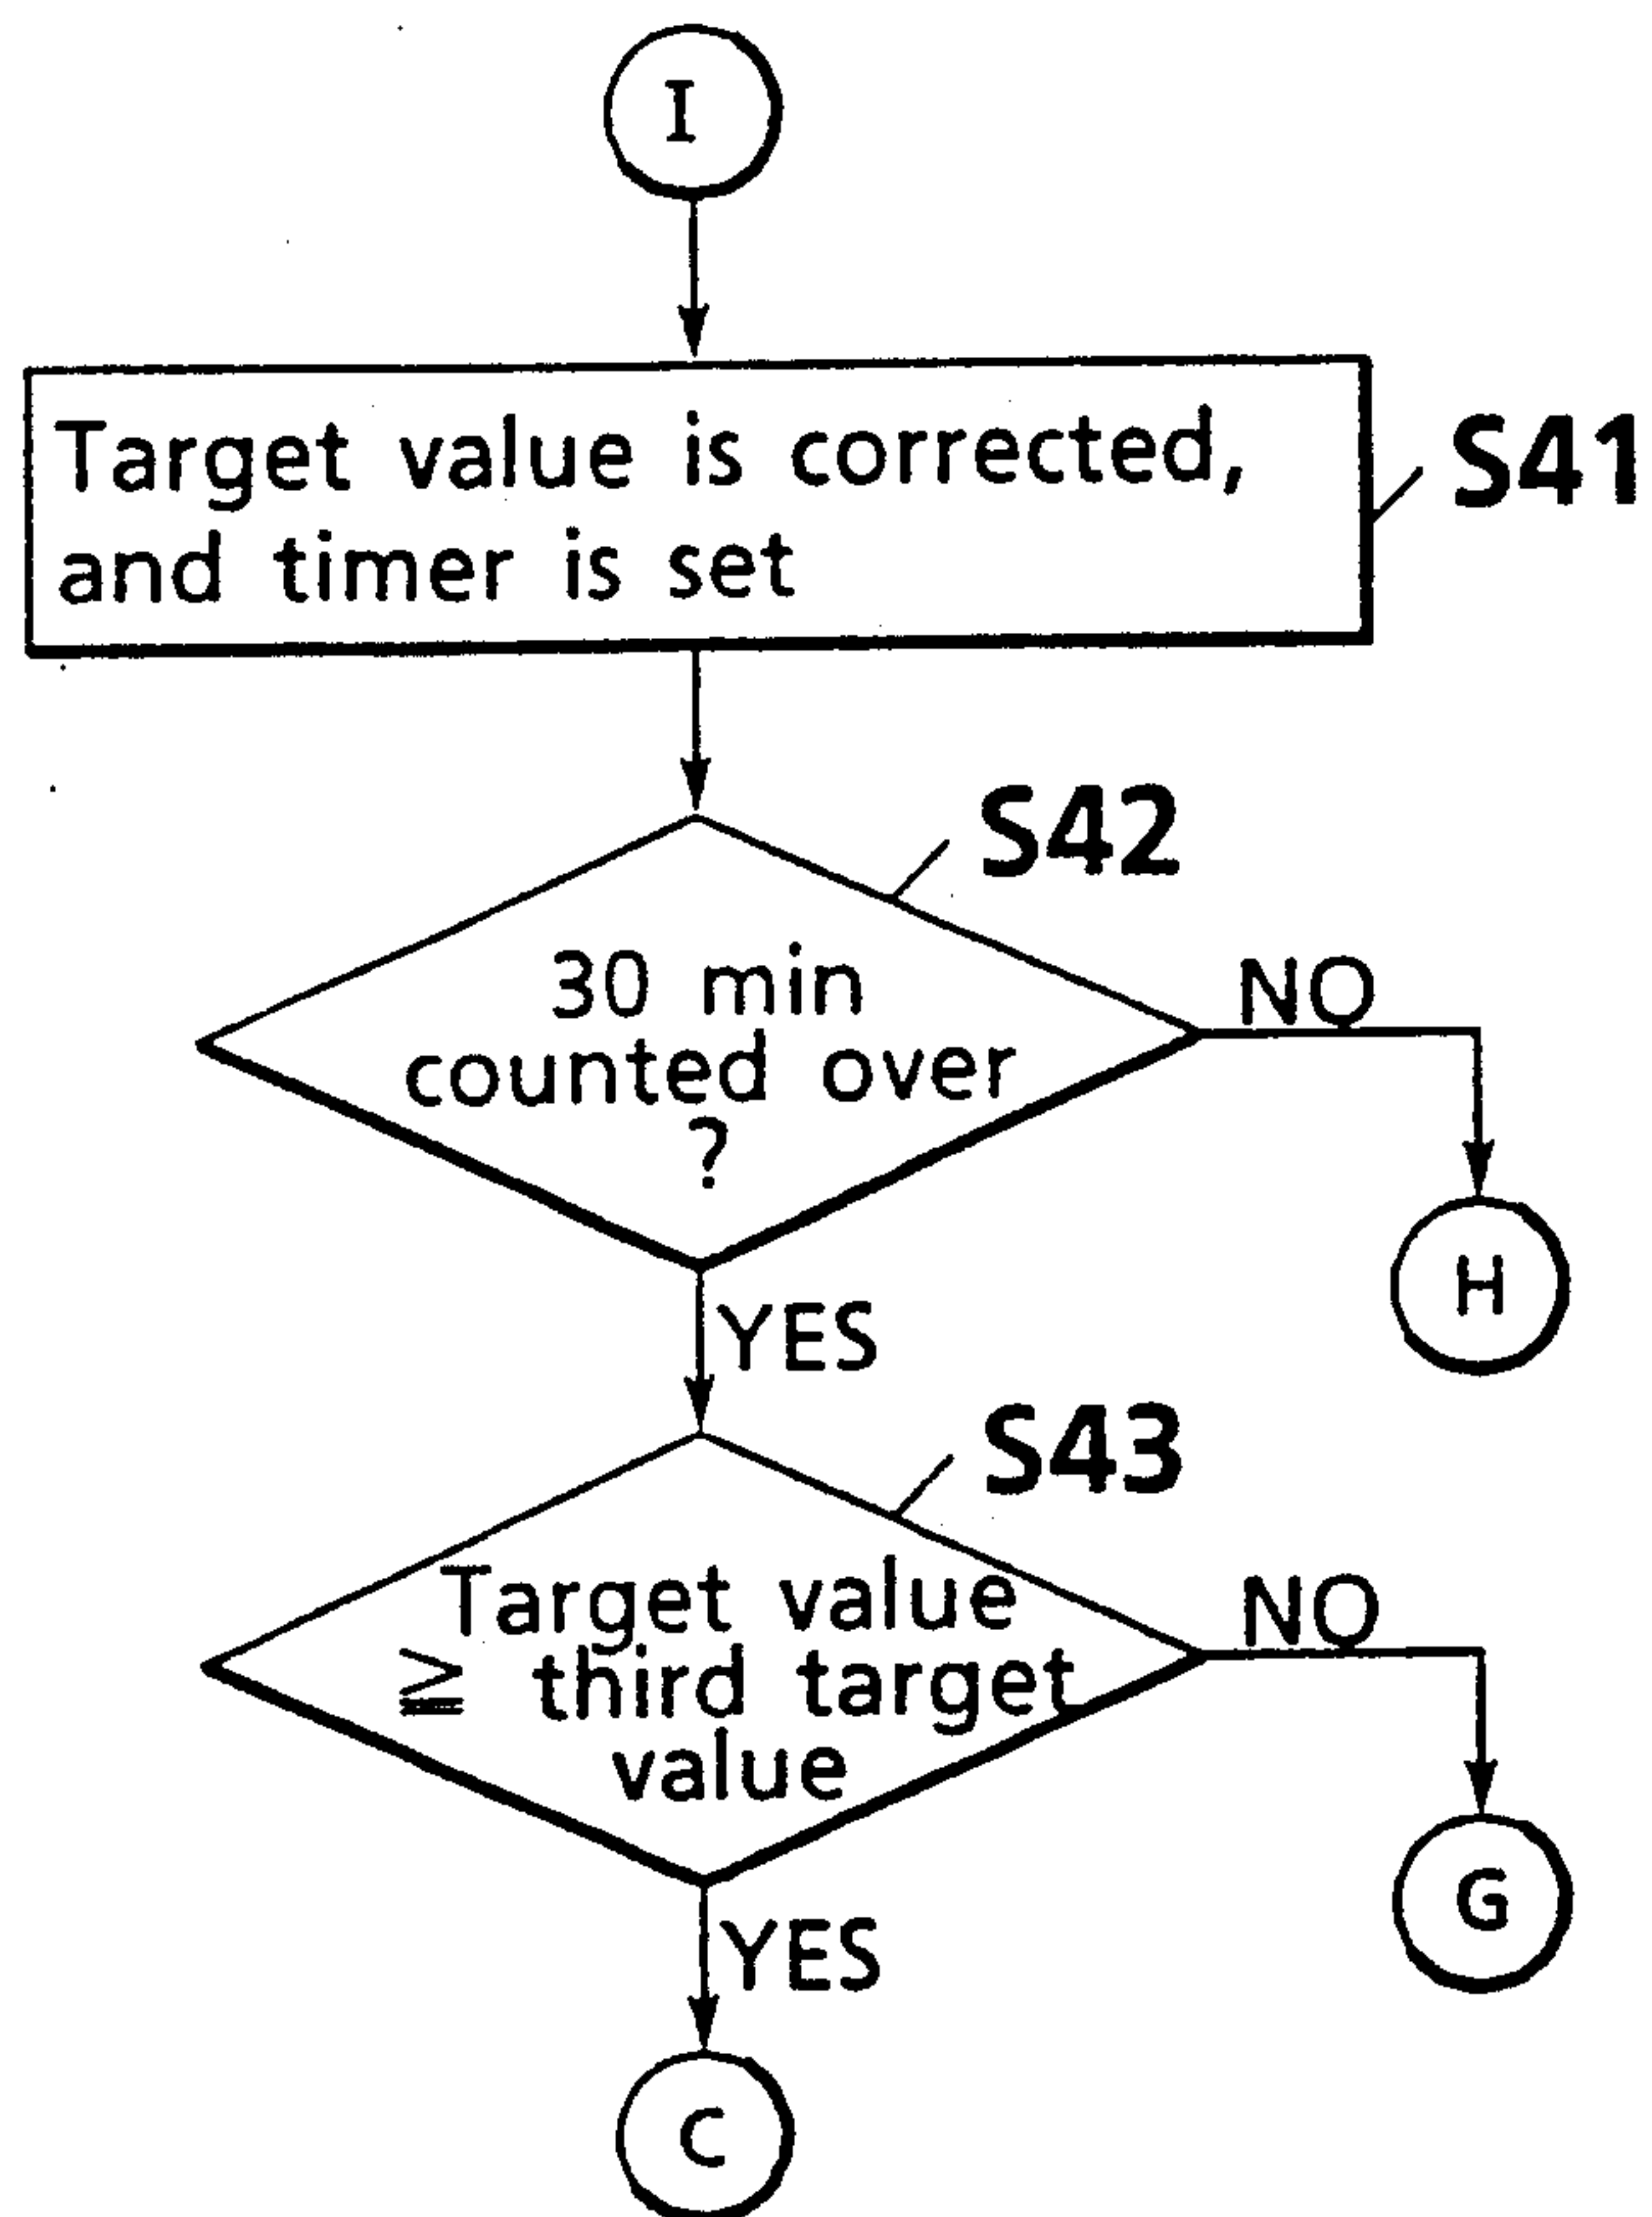 I
Target value is corrected,
and timer is set
S41
S42
30 min
counted over
?
NO
H
YES
S43
Target value
≧ third target
value
NO
G
YES
C